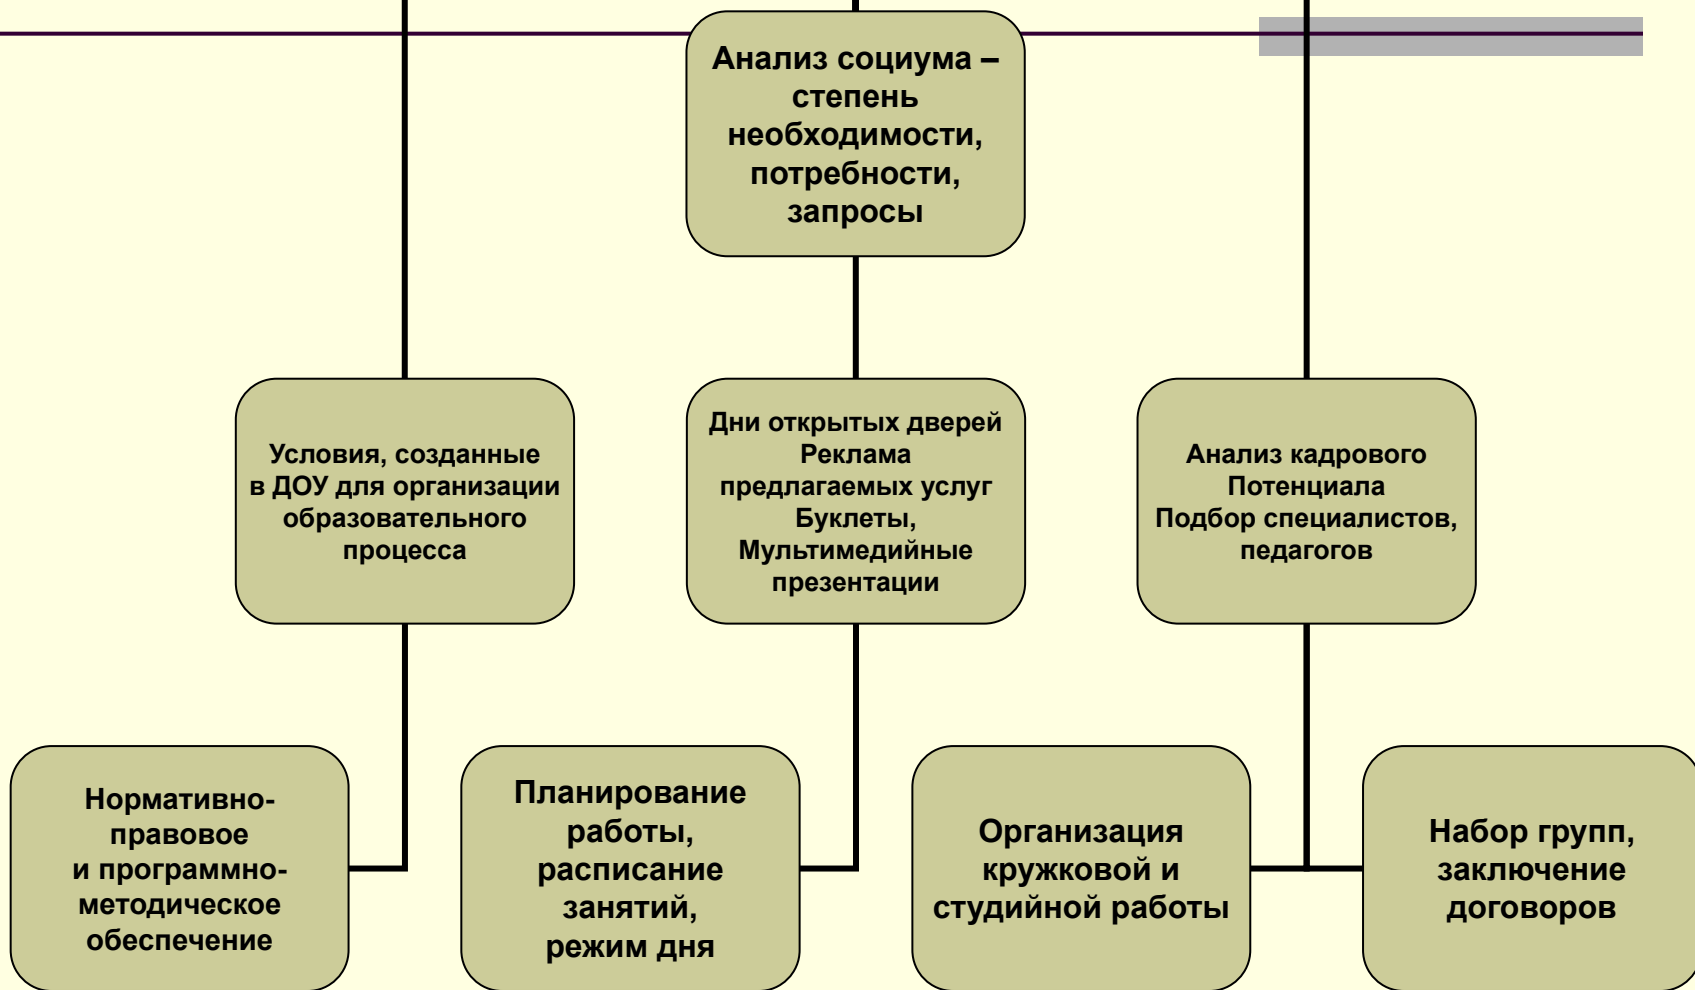 Анализ социума –
степень
необходимости,
потребности,
запросы
Условия, созданные
в ДОУ для организации
образовательного
процесса
Дни открытых дверей
Реклама
предлагаемых услуг
Буклеты,
Мультимедийные
презентации
Анализ кадрового
Потенциала
Подбор специалистов,
педагогов
Нормативно-
правовое
и программно-
методическое
обеспечение
Планирование
работы,
расписание
занятий,
режим дня
Организация
кружковой и
студийной работы
Набор групп,
заключение
договоров